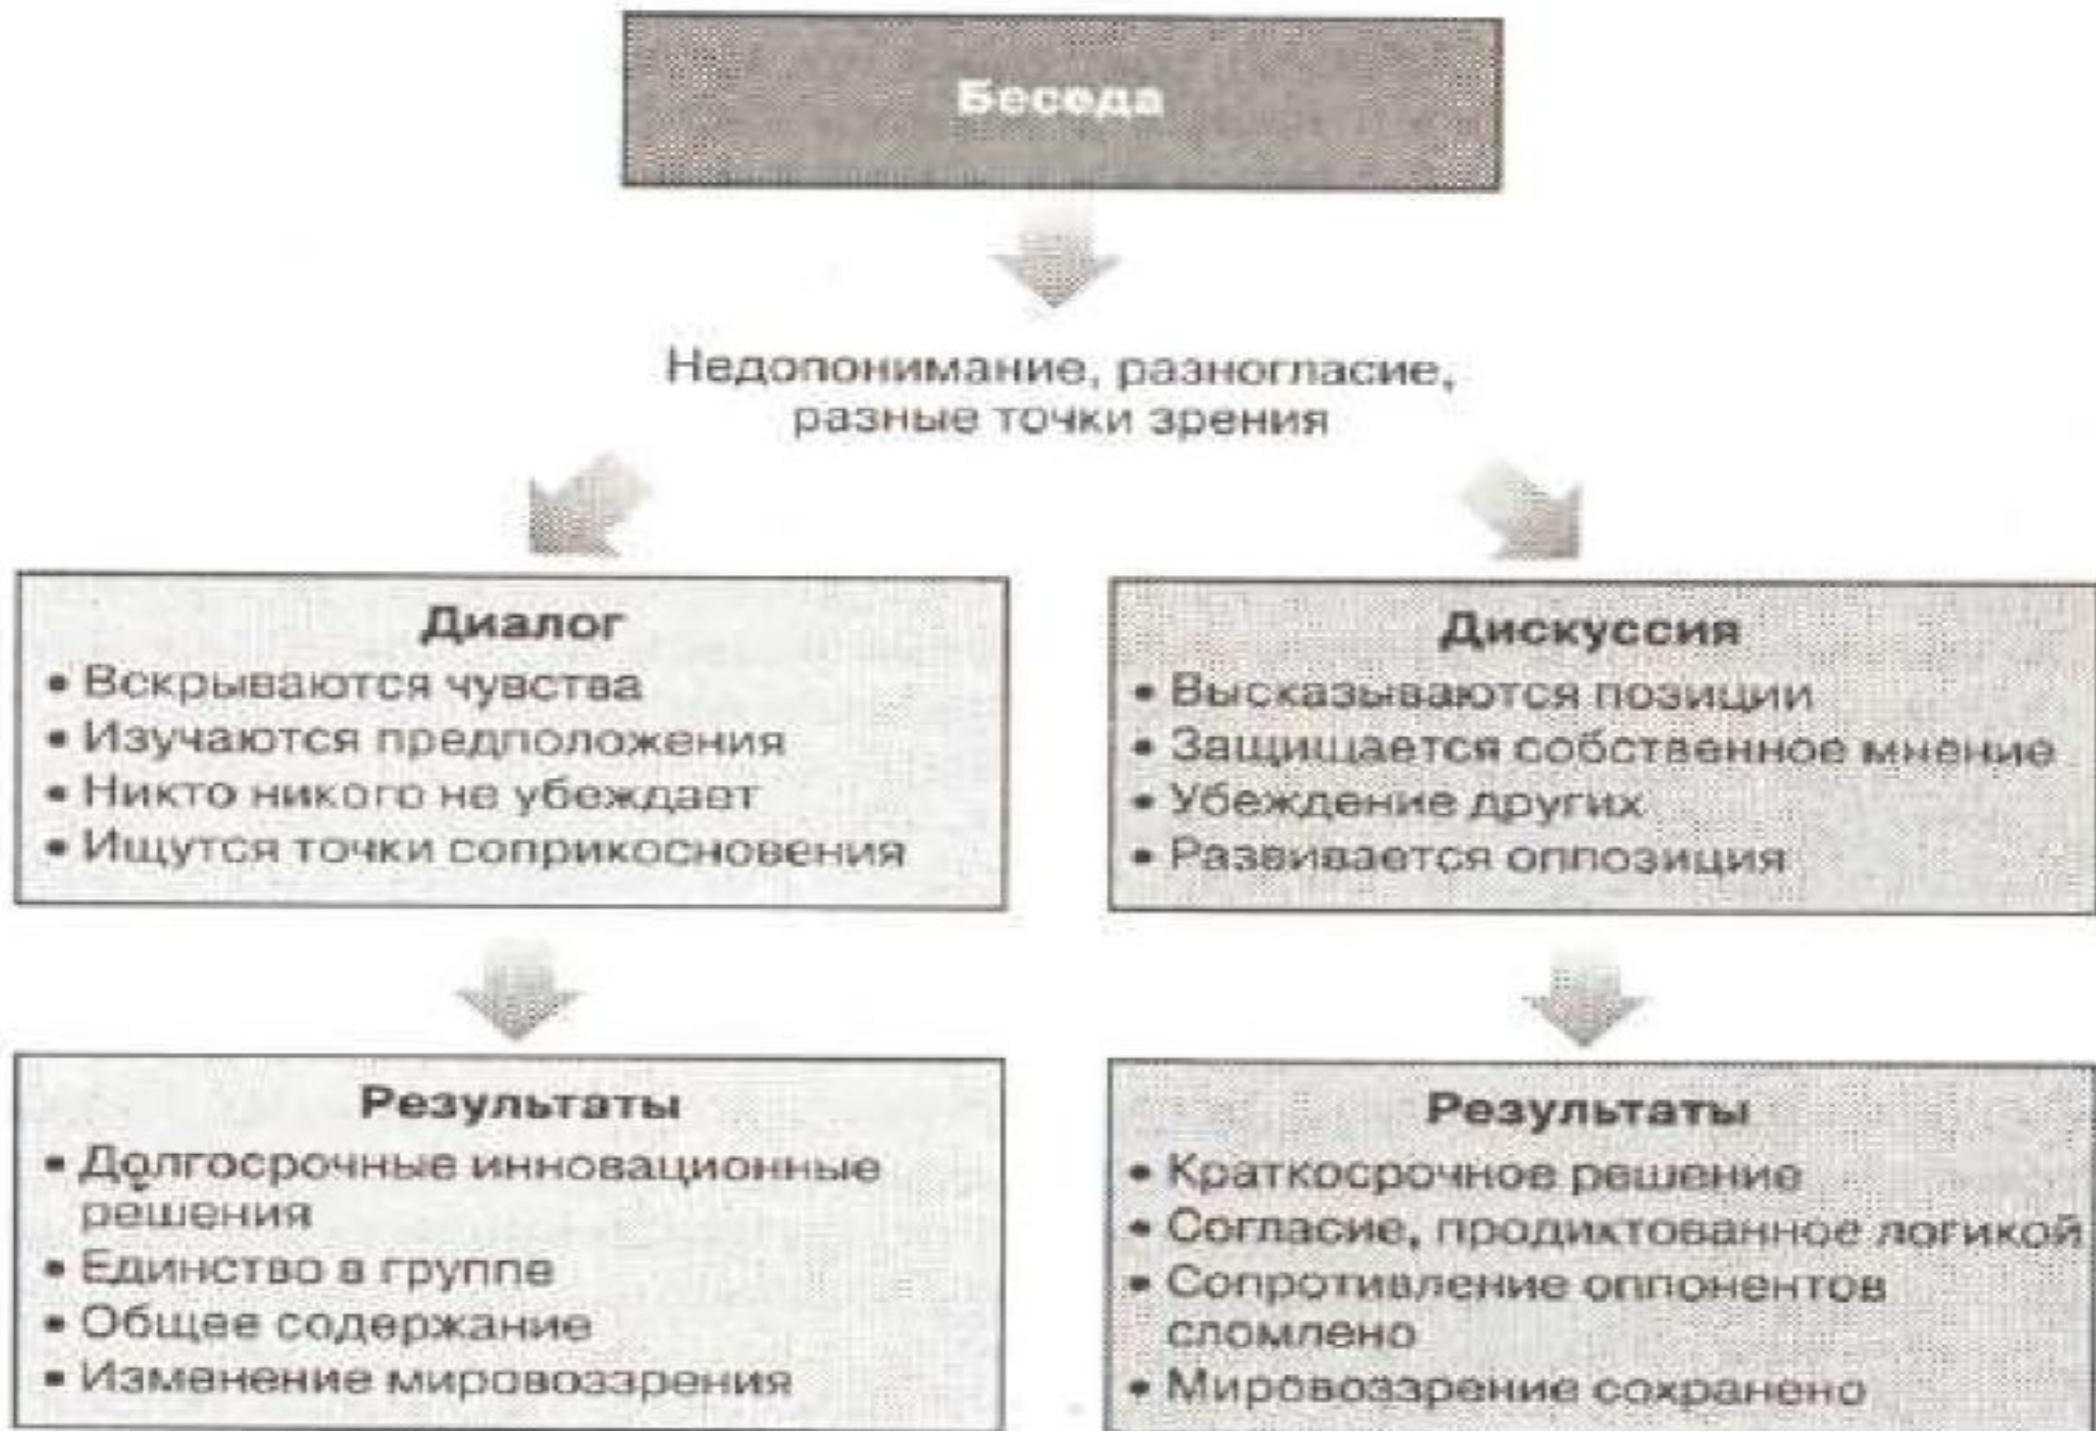 Беседа
Недопонимание, разногласие,
разные точки зрения
Диалог
• Вскрываются чувства
• Изучаются предположения
• Никто никого не убеждает
• Ищутся точки соприкосновения
Дискуссия
• Высказываются позиции
• Защищается собственное мнение
• Убеждение других
• Развивается оппозиция
Результаты
• Долгосрочные инновационные
решения
• Единство в группе
• Общее содержание
• Изменение мировоззрения
Результаты
• Краткосрочное решение
• Согласие, продиктованное логикой
• Сопротивление оппонентов
сломлено
• Мировоззрение сохранено